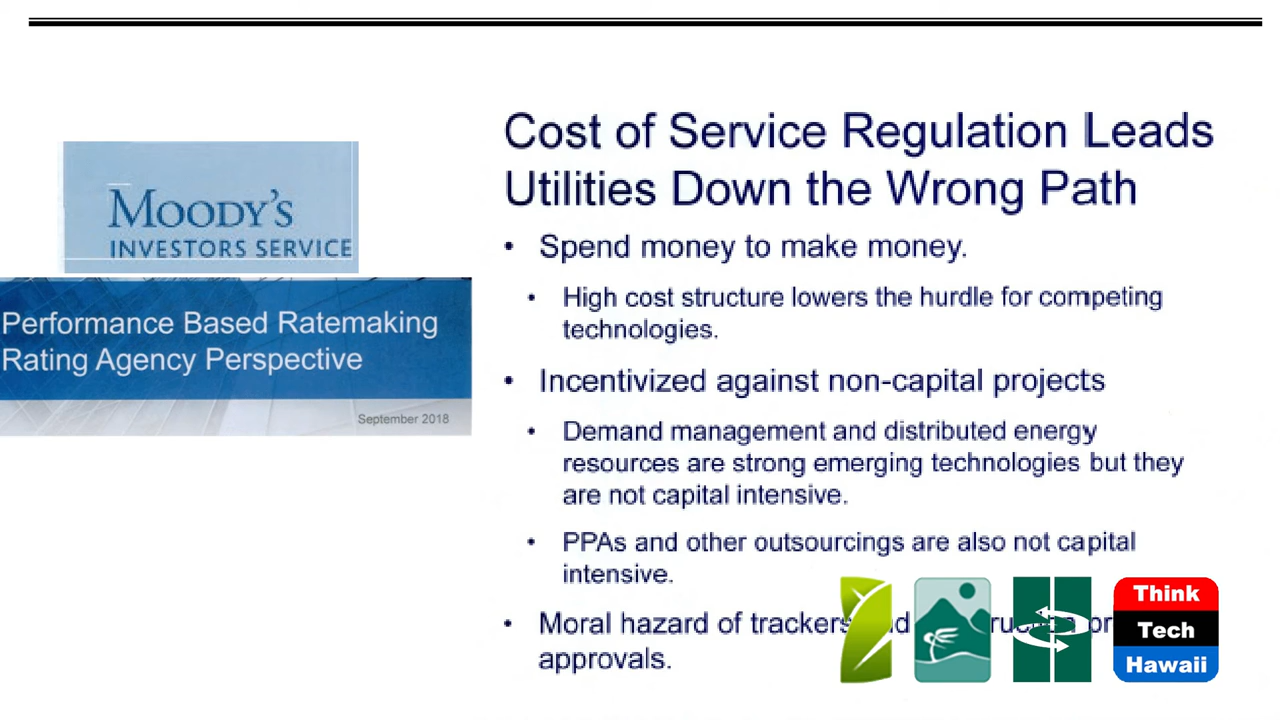 MOODY'S
INVESTORS SERVICE
Performance Based Ratemaking
Rating Agency Perspective
September 2018
Cost of Service Regulation Leads
Utilities Down the Wrong Path
• Spend money to make money.
• High cost structure lowers the hurdle for competing
technologies.
• Incentivized against non-capital projects
• Demand management and distributed energy
resources are strong emerging technologies but they
are not capital intensive.
• PPAs and other outsourcings are also not capital
intensive.
• Moral hazard of trackers
approvals.
Think
Tech
Hawaii